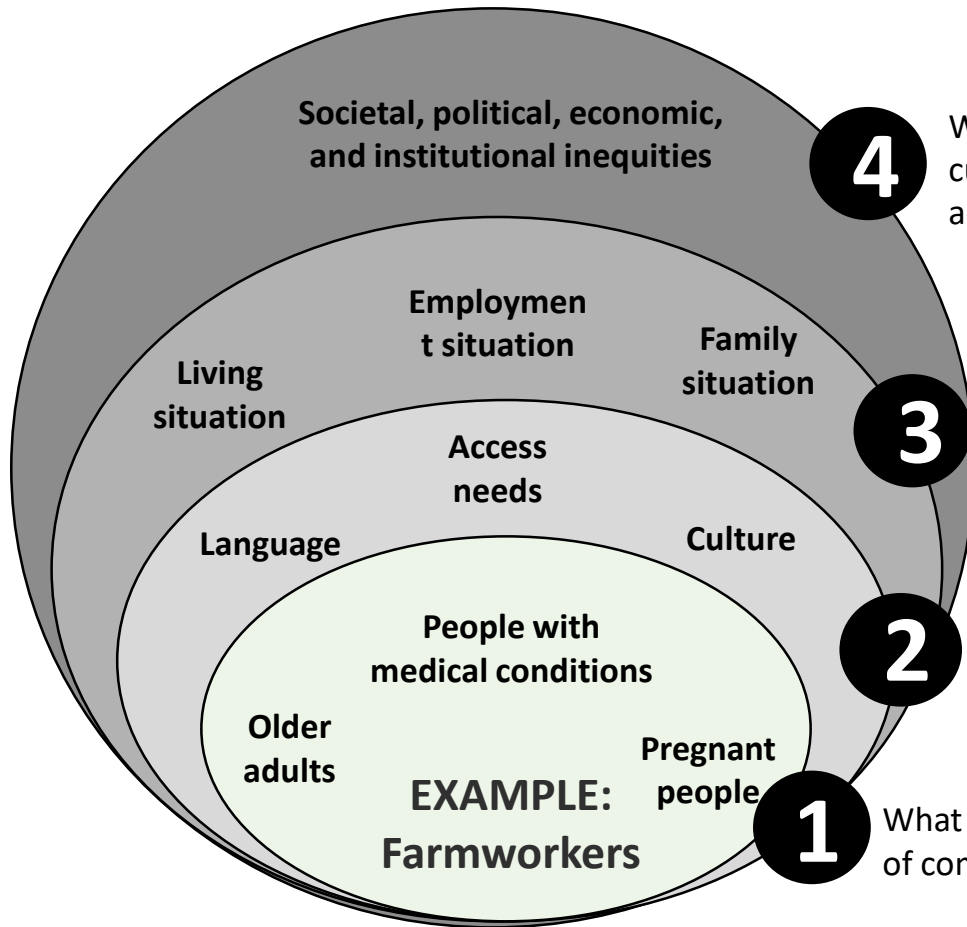 Societal, political, economic,
and institutional inequities
4
W
cu
a
Employmen
t situation
Family
situation
Living
situation
3
Access
needs
Language
Culture
2
People with
medical conditions
Older
adults
Pregnant
people
EXAMPLE:
Farmworkers
1
What
of con